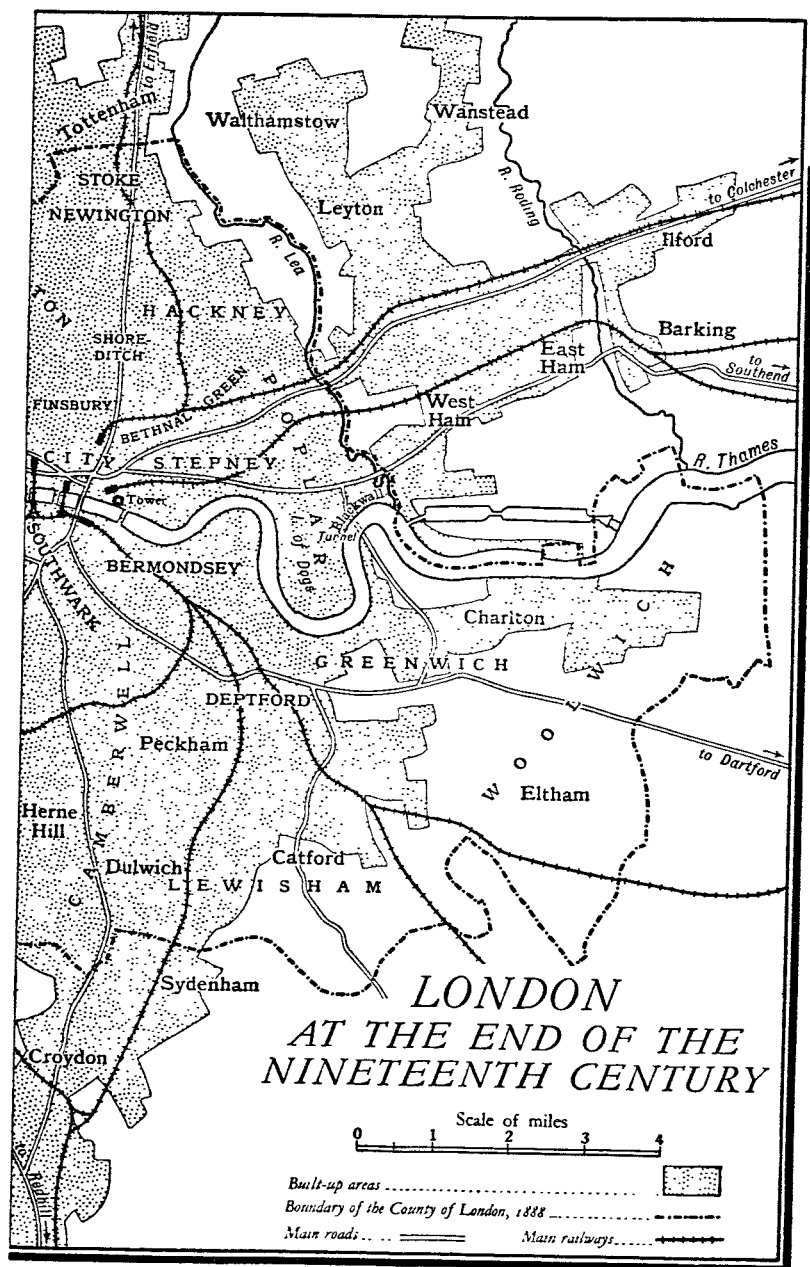 to Enfield
Tottenham
Walthamstow
Wanstead
STOKE
NEWINGTON
R. Roding
to Colchester
Leyton
R. Lea
Ilford
TON
HACKNEY
SHORE
DITCH
Barking
East
Ham
to
Southend
FINSBURY
BETHNAL GREEN
POPLAR
West
Ham
CITY
STEPNEY
R. Thames
Tower
Blackwall
Tunnel
I. of Dogs
SOUTHWARK
BERMONDSEY
Charlton
GREENWICH
WOOLWICH
DEPTFORD
CAMBERWELL
Peckham
to Dartford
Eltham
Herne
Hill
Dulwich
Catford
LEWISHAM
Sydenham
Croydon
to Redhill
LONDON
AT THE END OF THE
NINETEENTH CENTURY
Scale of miles
0 1 2 3 4
Built-up areas
Boundary of the County of London, 1888
Main roads Main railways